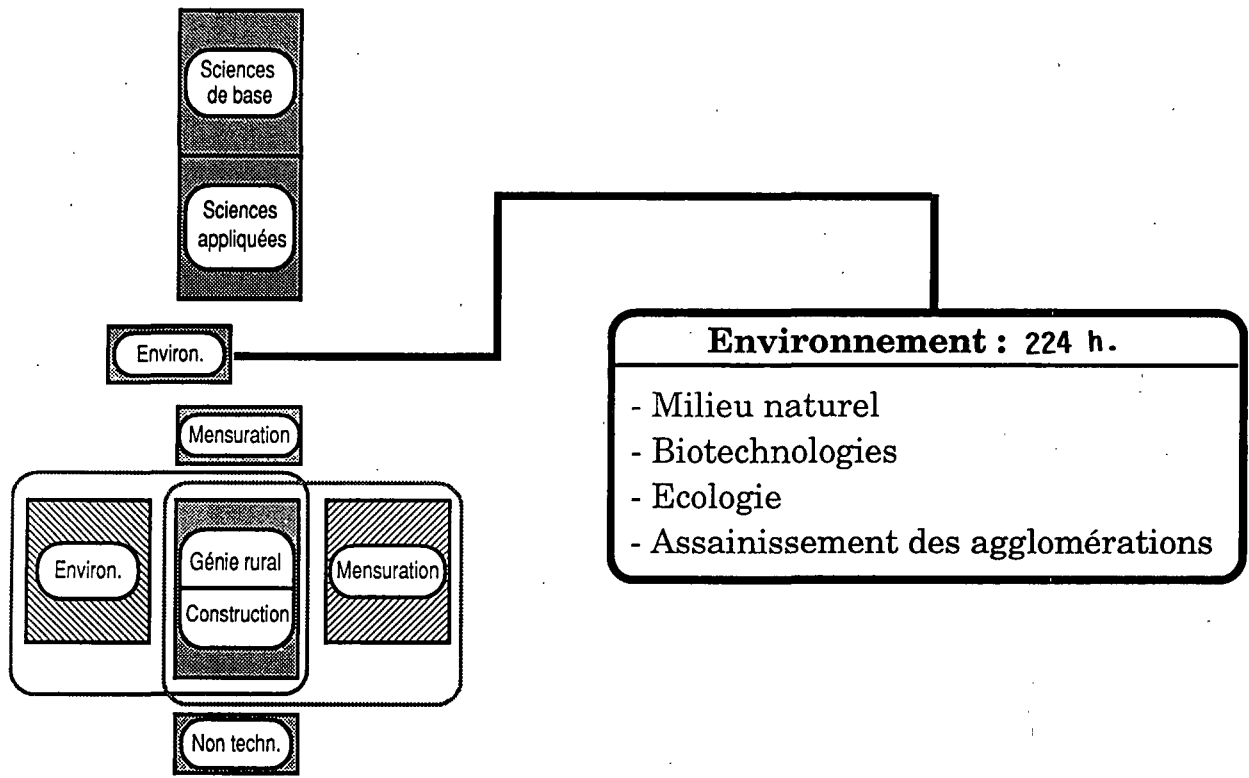 Sciences
de base
Sciences
appliquées
Environ.
Mensuration
Environ.
Génie rural
Construction
Mensuration
Non techn.
Environnement : 224 h.
- Milieu naturel
- Biotechnologies
- Ecologie
- Assainissement des agglomérations